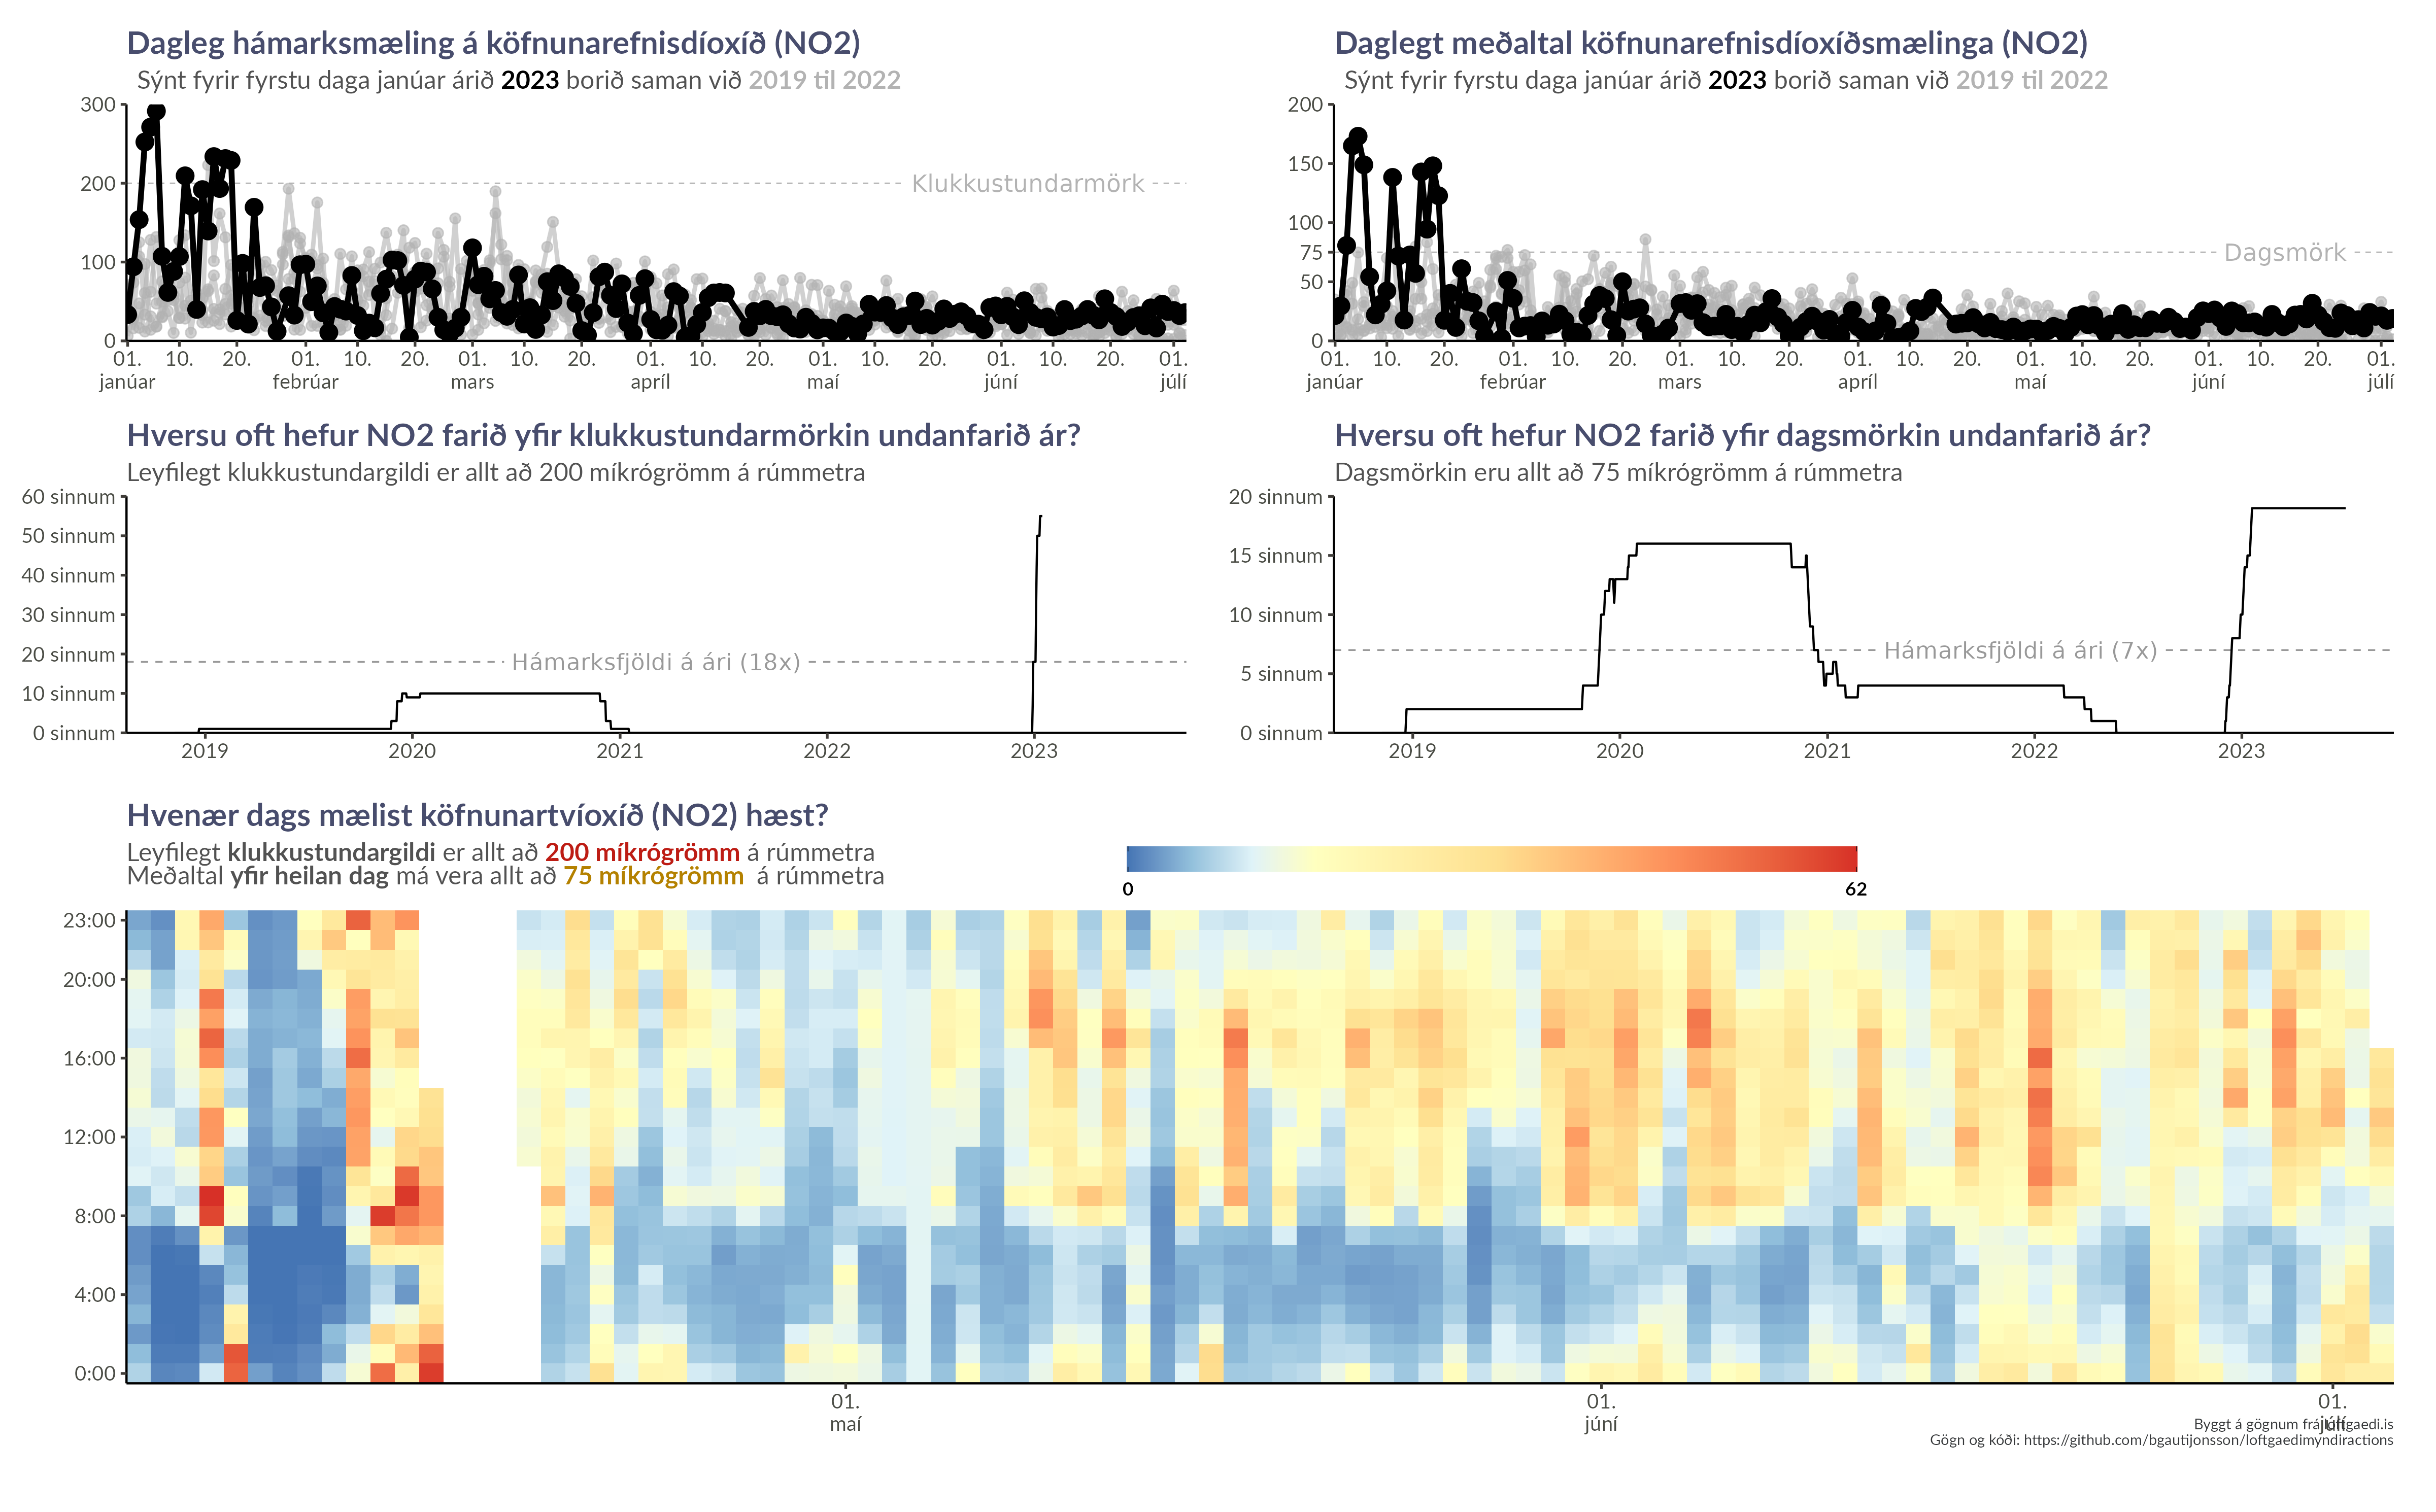 Dagleg hámarksmæling á köfnunarefnisdíoxíð (NO2)
Sýnt fyrir fyrstu daga janúar árið 2023 borið saman við 2019 til 2022
300
200
100
0
Klukkustundarmörk
01. 10. 20. 01. 10. 20. 01. 10. 20. 01. 10. 20. 01. 10. 20. 01. 10. 20. 01.
janúar febrúar mars apríl maí júní júlí
Daglegt meðaltal köfnunarefnisdíoxíðsmælinga (NO2)
Sýnt fyrir fyrstu daga janúar árið 2023 borið saman við 2019 til 2022
200
150
100
75
50
0
Dagsmörk
01. 10. 20. 01. 10. 20. 01. 10. 20. 01. 10. 20. 01. 10. 20. 01. 10. 20. 01.
janúar febrúar mars apríl maí júní júlí
Hversu oft hefur NO2 farið yfir klukkustundarmörkin undanfarið ár?
Leyfilegt klukkustundargildi er allt að 200 míkrógrömm á rúmmetra
60 sinnum
50 sinnum
40 sinnum
30 sinnum
20 sinnum
10 sinnum
0 sinnum
Hámarksfjöldi á ári (18x)
2019 2020 2021 2022 2023
Hversu oft hefur NO2 farið yfir dagsmörkin undanfarið ár?
Dagsmörkin eru allt að 75 míkrógrömm á rúmmetra
20 sinnum
15 sinnum
10 sinnum
5 sinnum
0 sinnum
Hámarksfjöldi á ári (7x)
2019 2020 2021 2022 2023
Hvenær dags mælist köfnunartvíoxíð (NO2) hæst?
Leyfilegt klukkustundargildi er allt að 200 míkrógrömm á rúmmetra
Meðaltal yfir heilan dag má vera allt að 75 míkrógrömm á rúmmetra
0 62
23:00
20:00
16:00
12:00
8:00
4:00
0:00
01. 01. 01.
maí júní júlí
Byggt á gögnum frá loftgaedi.is
Gögn og kóði: https://github.com/bgautijonsson/loftgaedimyndiractions